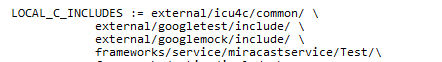 LOCAL_C_INCLUDES := external/icu4c/common/ \
external/googletest/include/ \
external/googlemock/include/ \
frameworks/service/miracastservice/Test/\